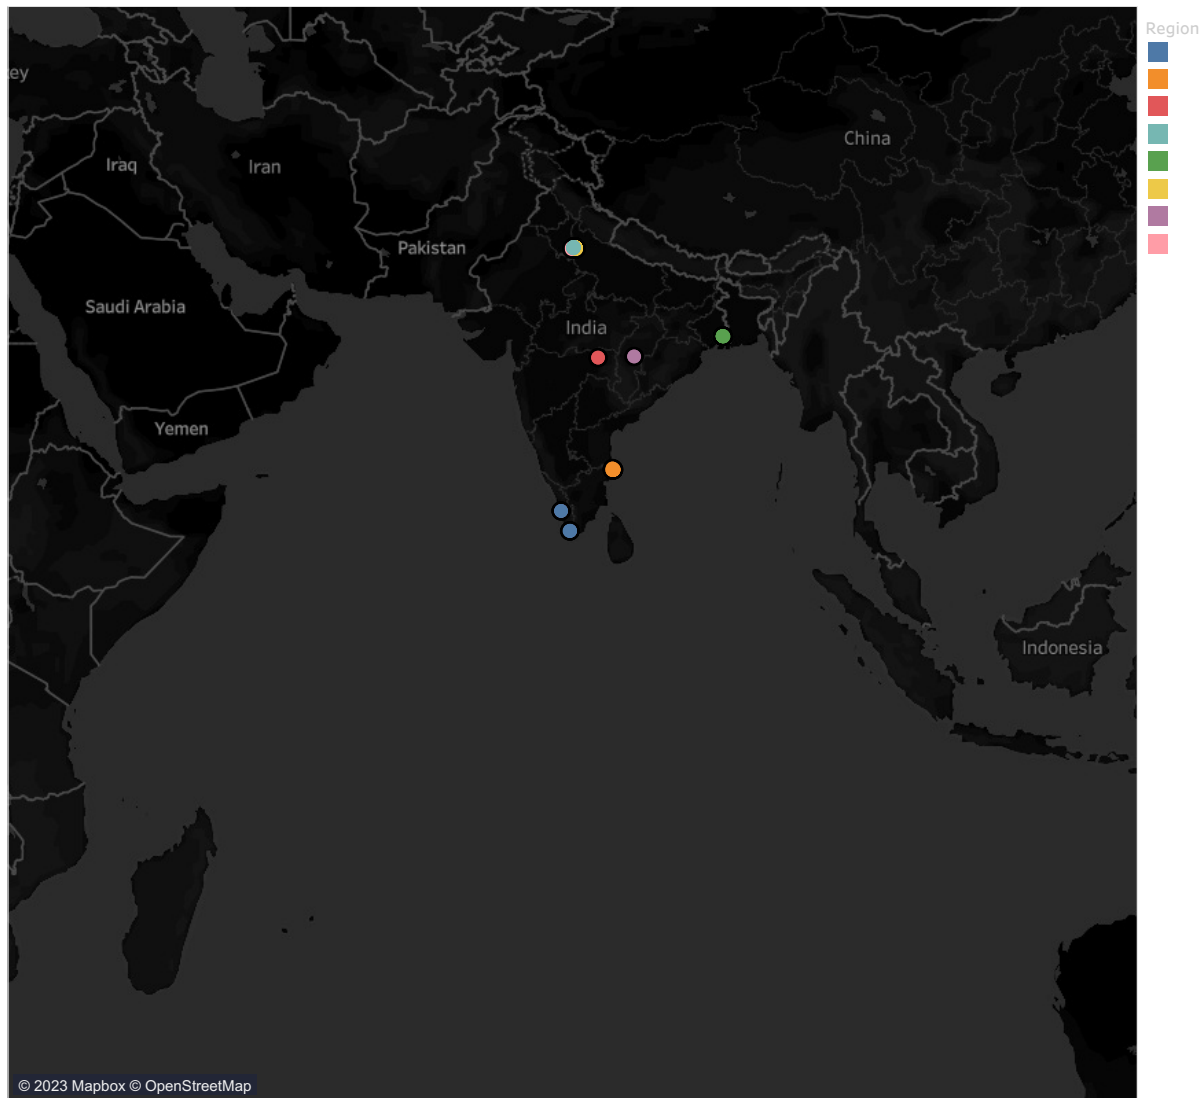 Region
ey
China
Iraq
Iran
Pakistan
Saudi Arabia
India
Yemen
Indonesia
© 2023 Mapbox © OpenStreetMap